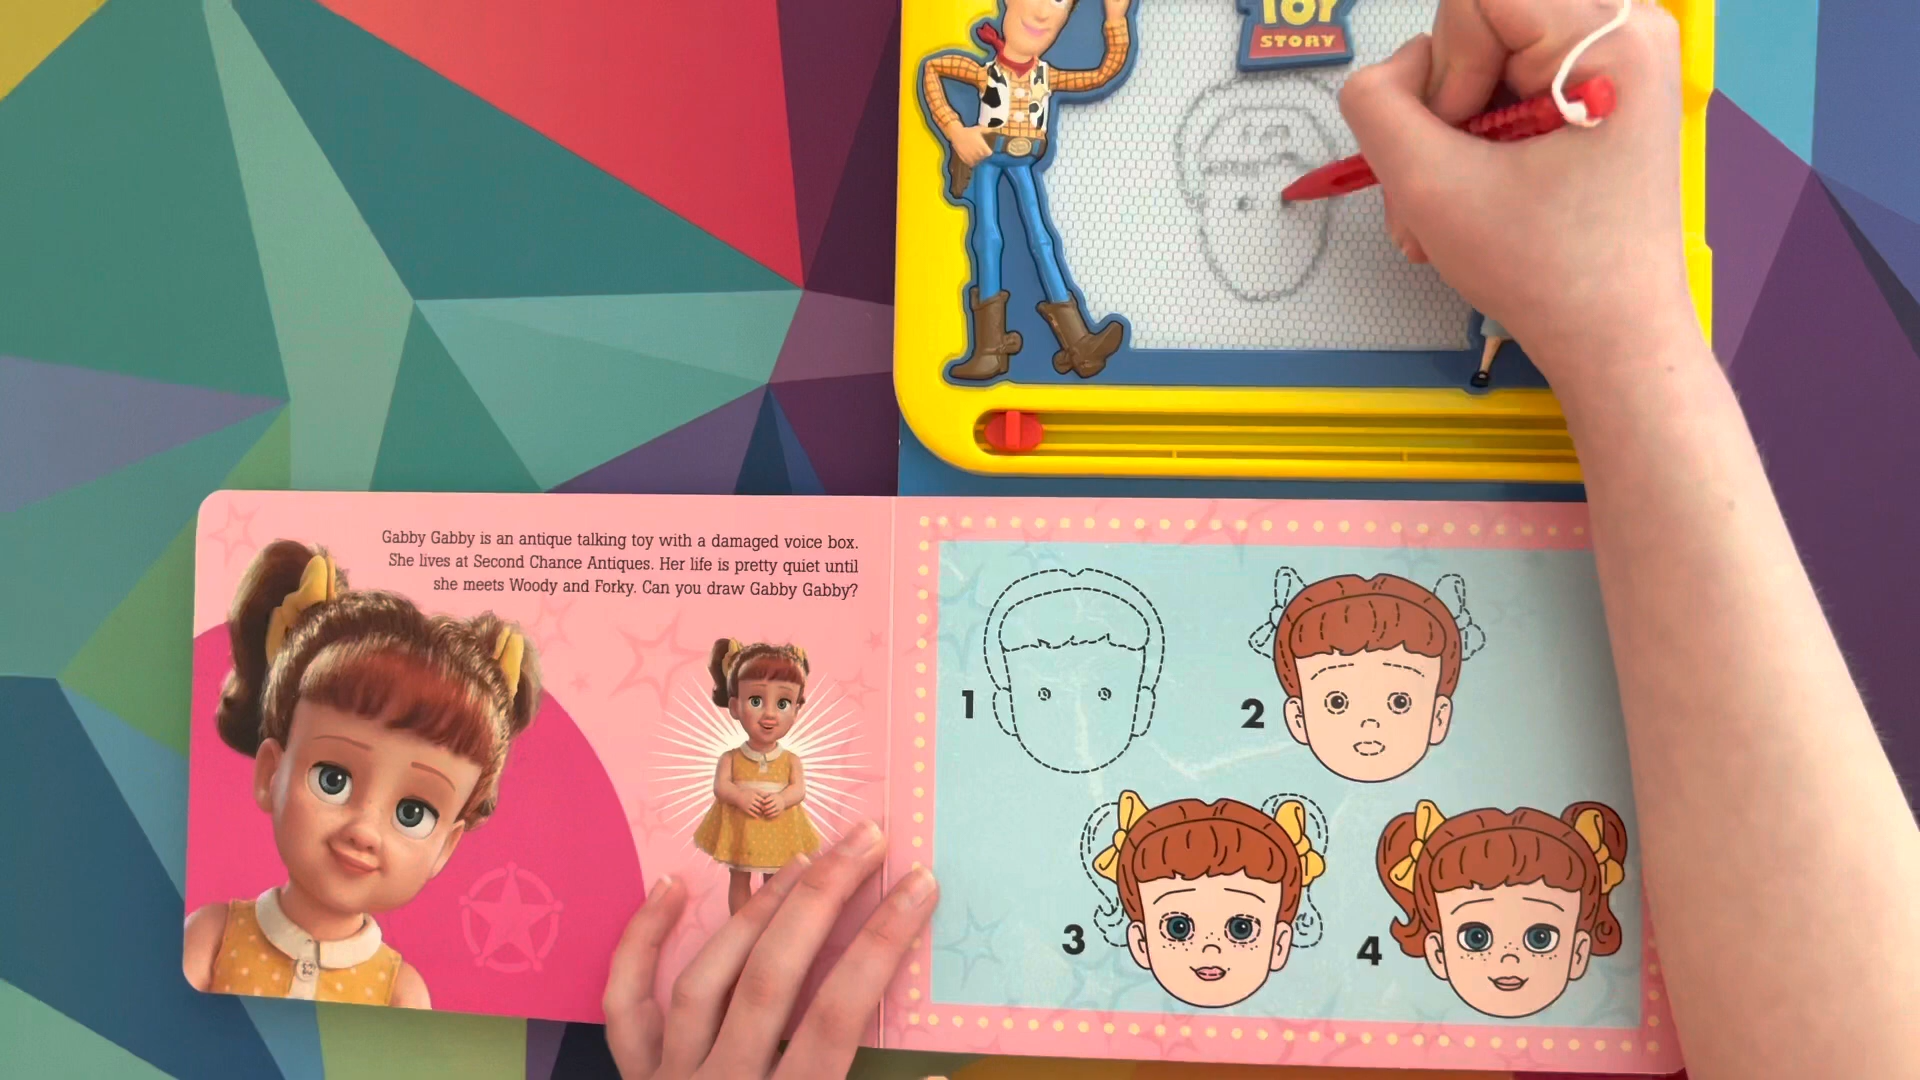 TOY
STORY
Gabby Gabby is an antique talking toy with a damaged voice box.
She lives at Second Chance Antiques. Her life is pretty quiet until
she meets Woody and Forky. Can you draw Gabby Gabby?
1
2
3
4